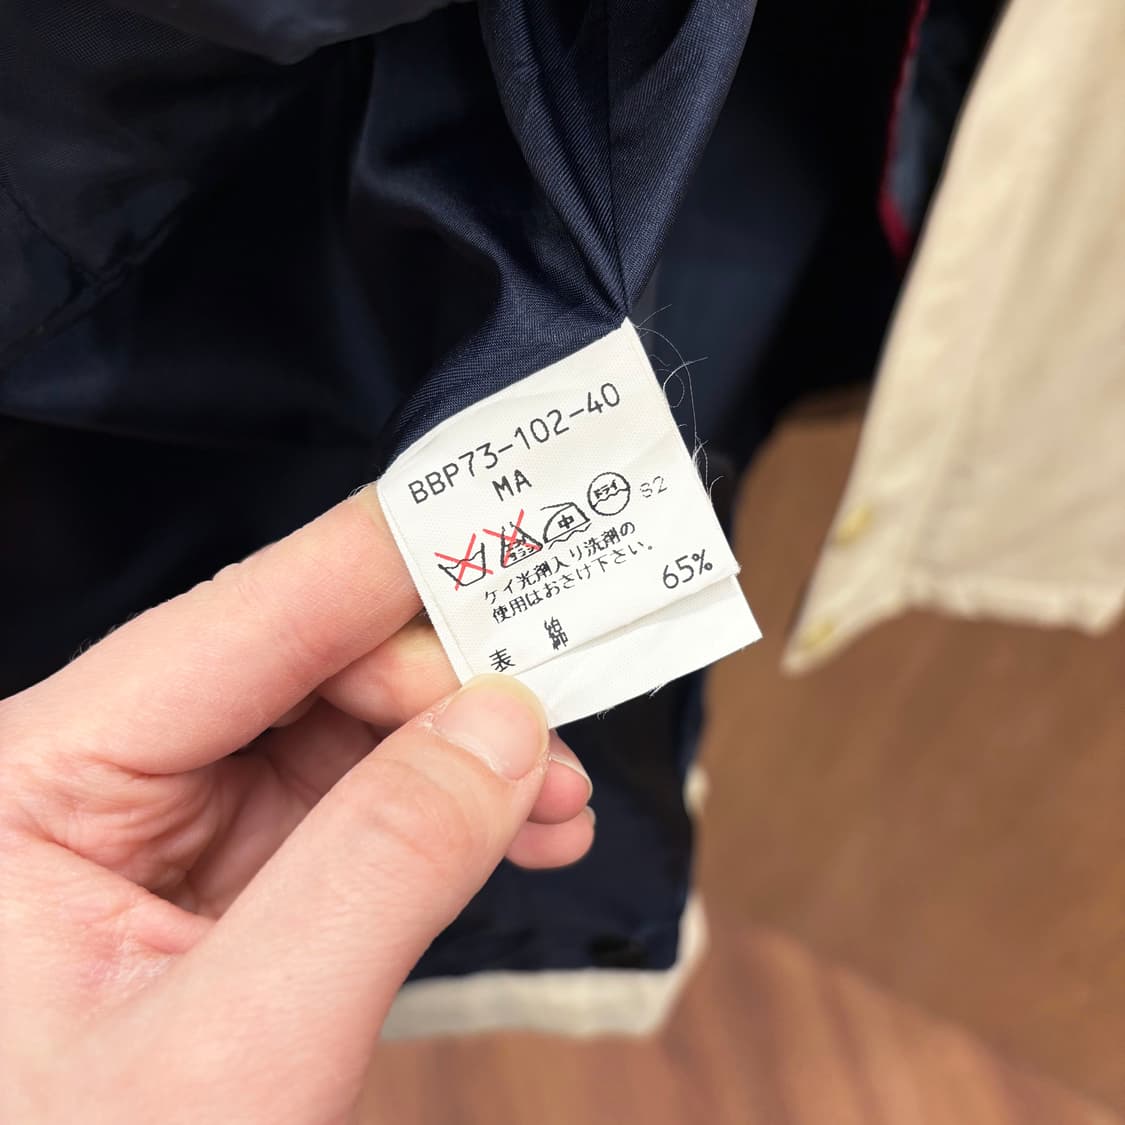 BBP73-102-40
MA
中 ドライ S2
ケイ光剤入り洗剤の
使用はおさけ下さい。
表 綿 65%